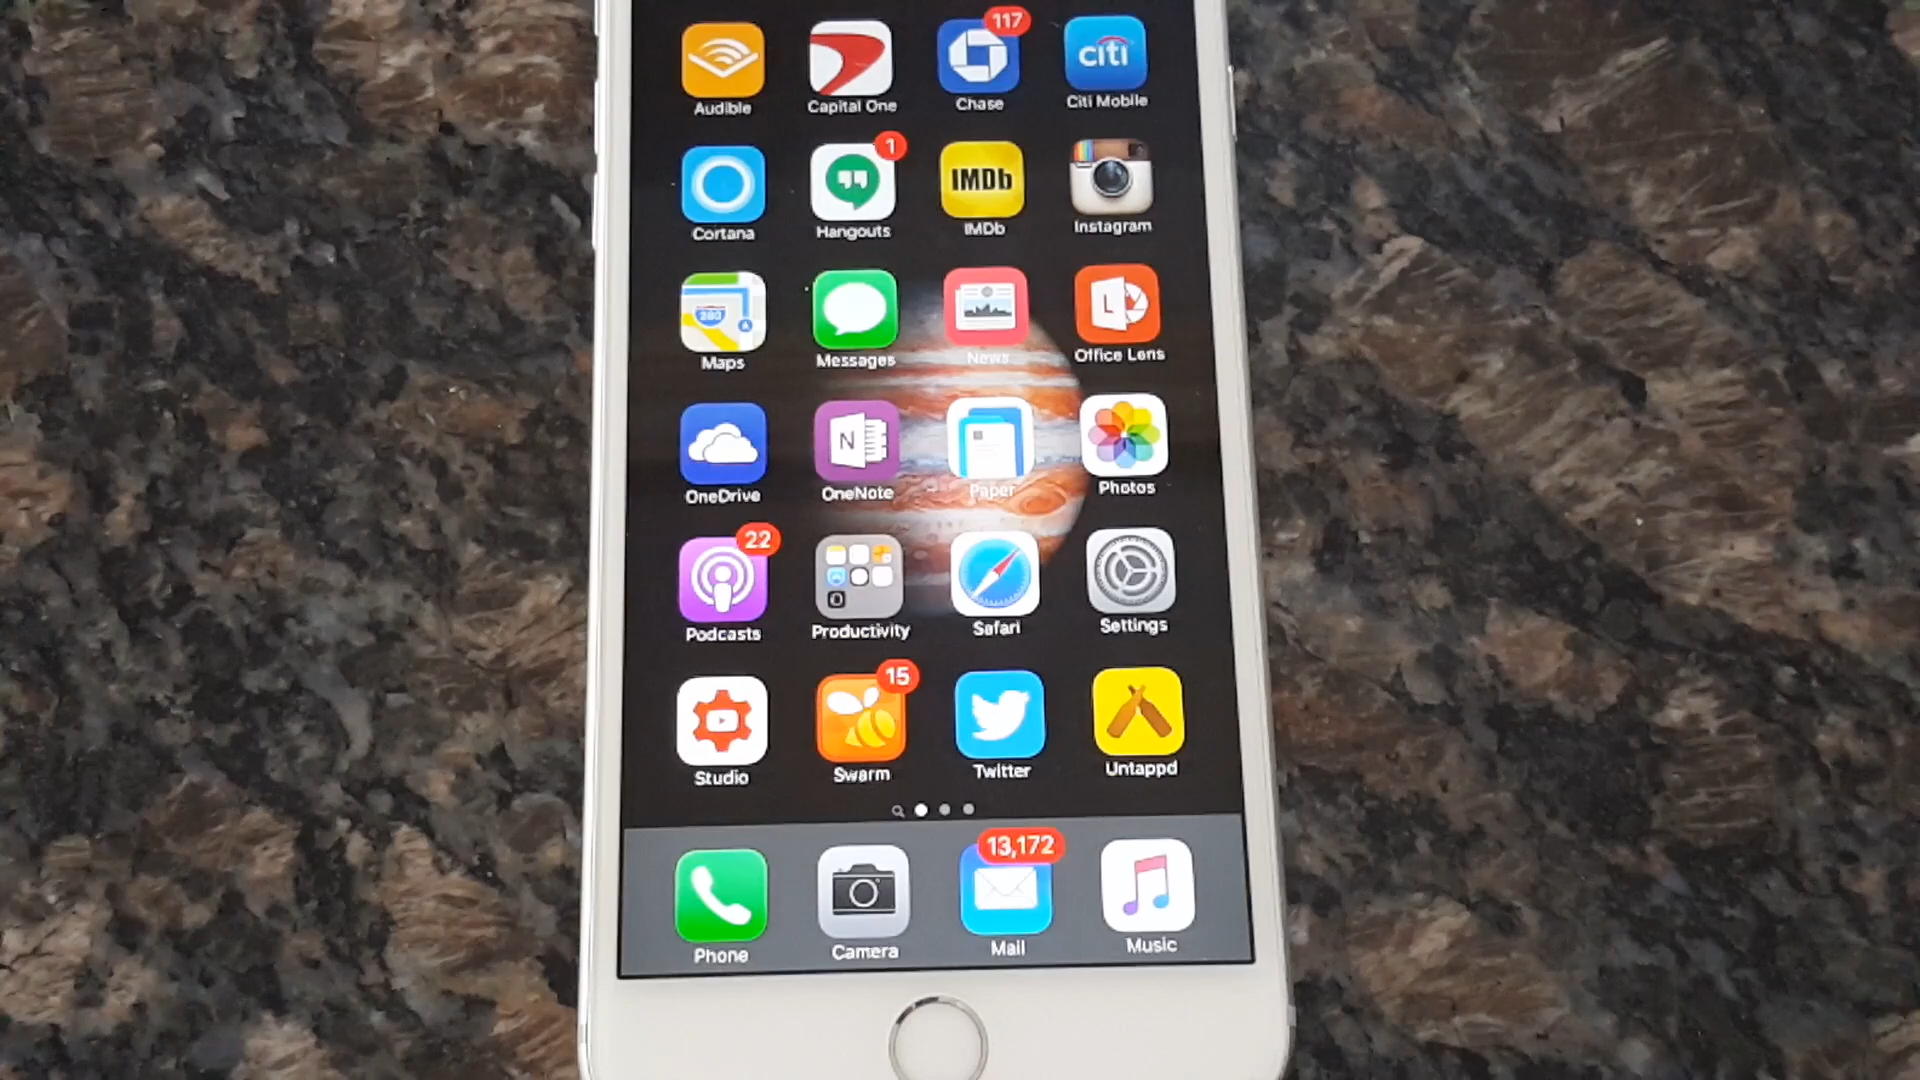 117
citi
Audible Capital One Chase Citi Mobile
1
IMDb
Cortana Hangouts IMDb Instagram
280
L
Maps Messages News Office Lens
N
OneDrive OneNote Paper Photos
22
Podcasts Productivity Safari Settings
15
Studio Swarm Twitter Untappd
13,172
Phone Camera Mail Music